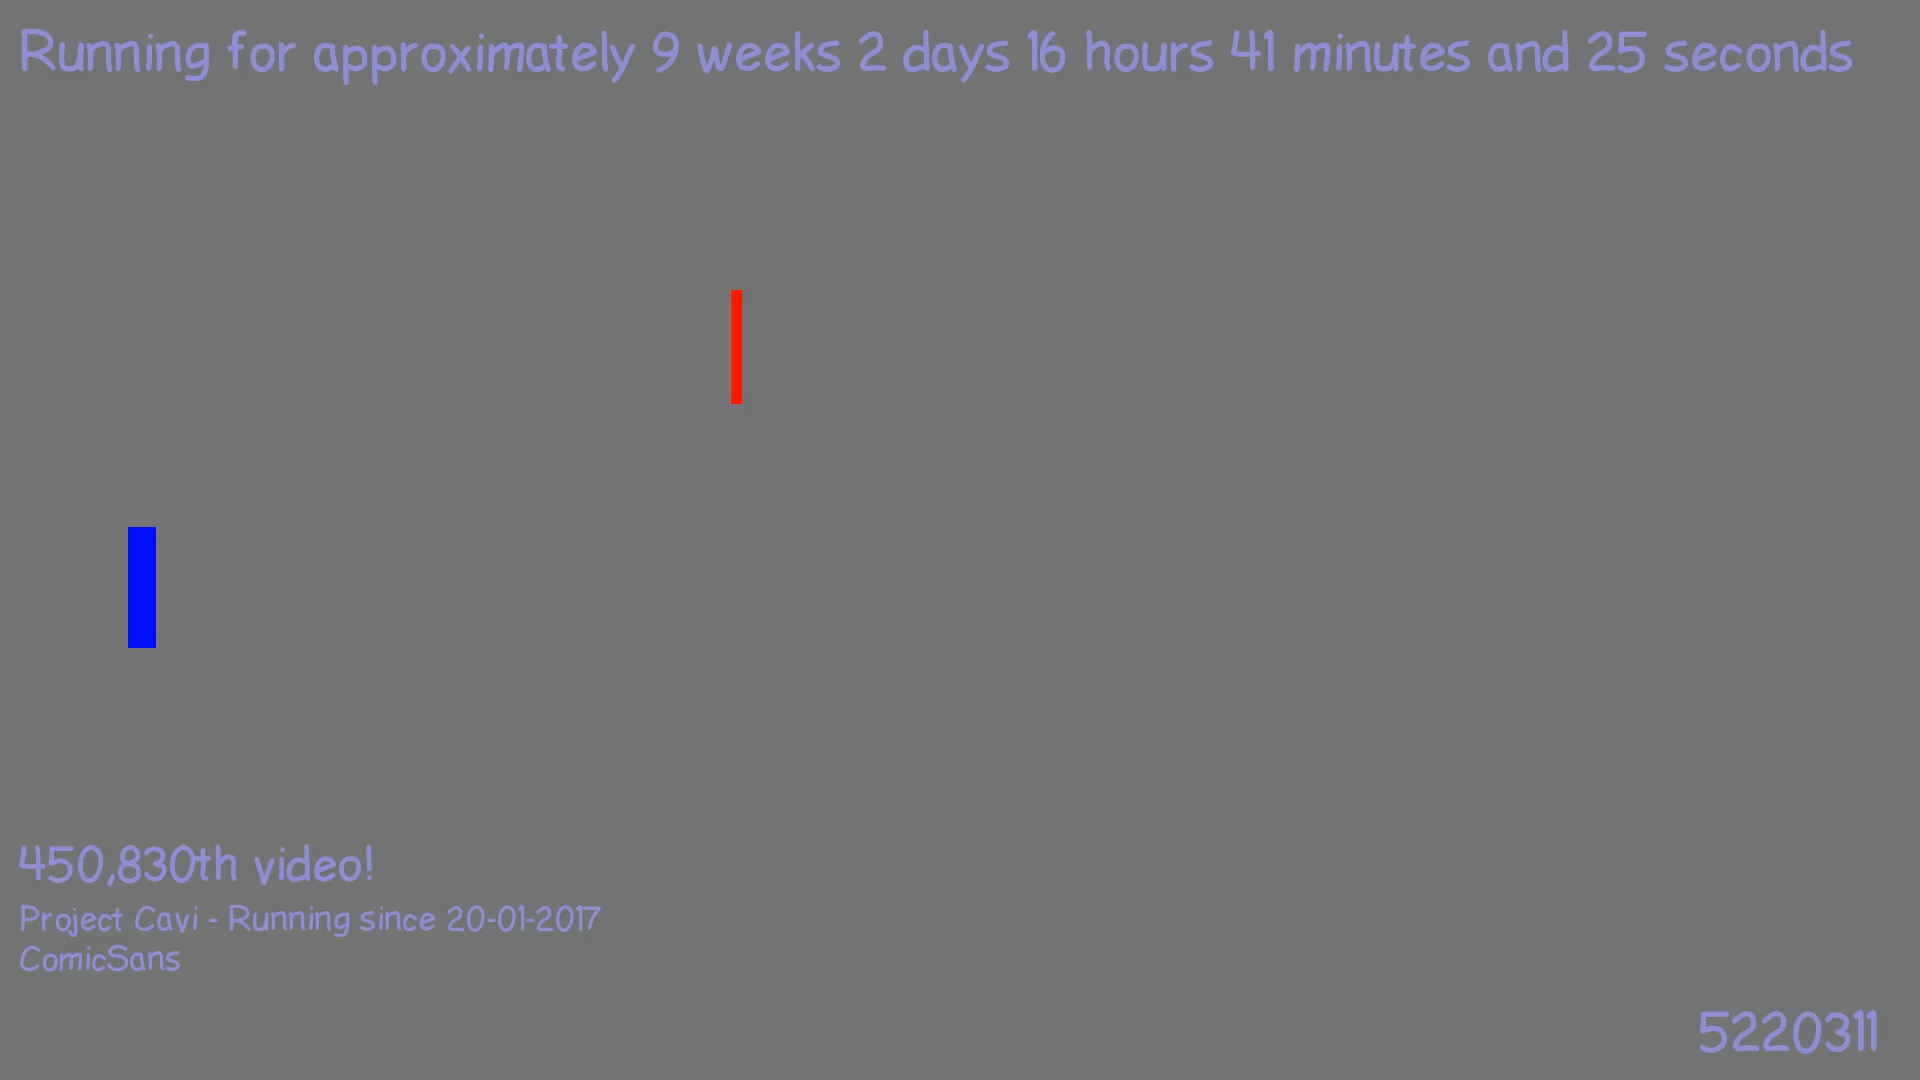 Running for approximately 9 weeks 2 days 16 hours 41 minutes and 25 seconds
450,830th video!
Project Cavi - Running since 20-01-2017
ComicSans
5220311